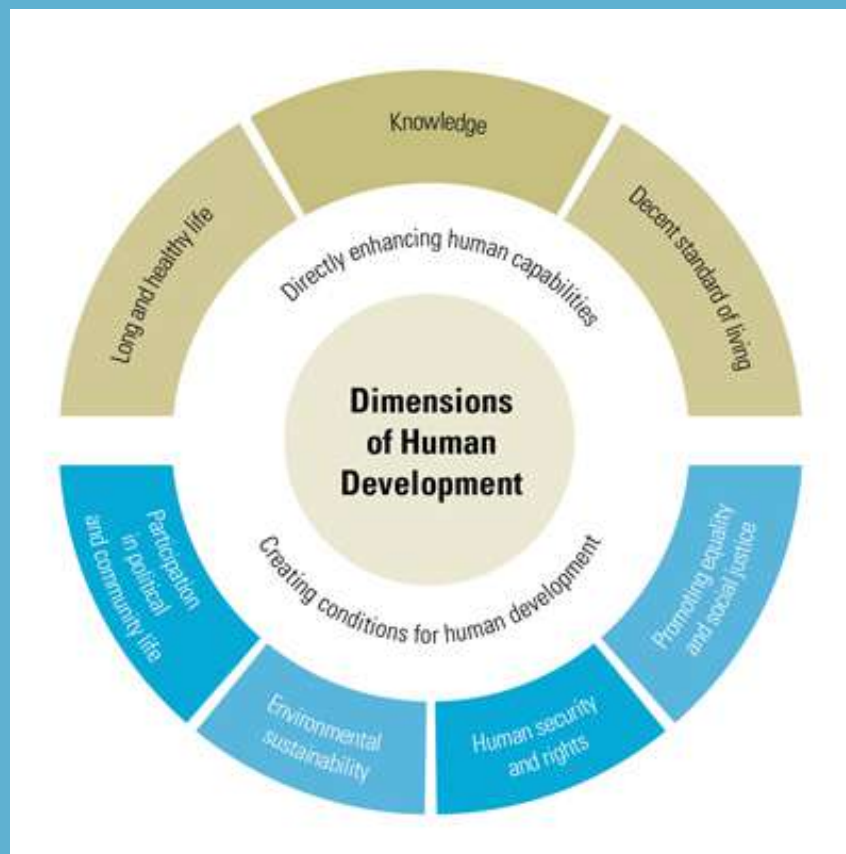 Knowledge
Long and healthy life
Decent standard of living
Directly enhancing human capabilities
Dimensions
of Human
Development
Creating conditions for human development
Participation
in political
and community life
Environmental
sustainability
Human security
and rights
Promoting equality
and social justice